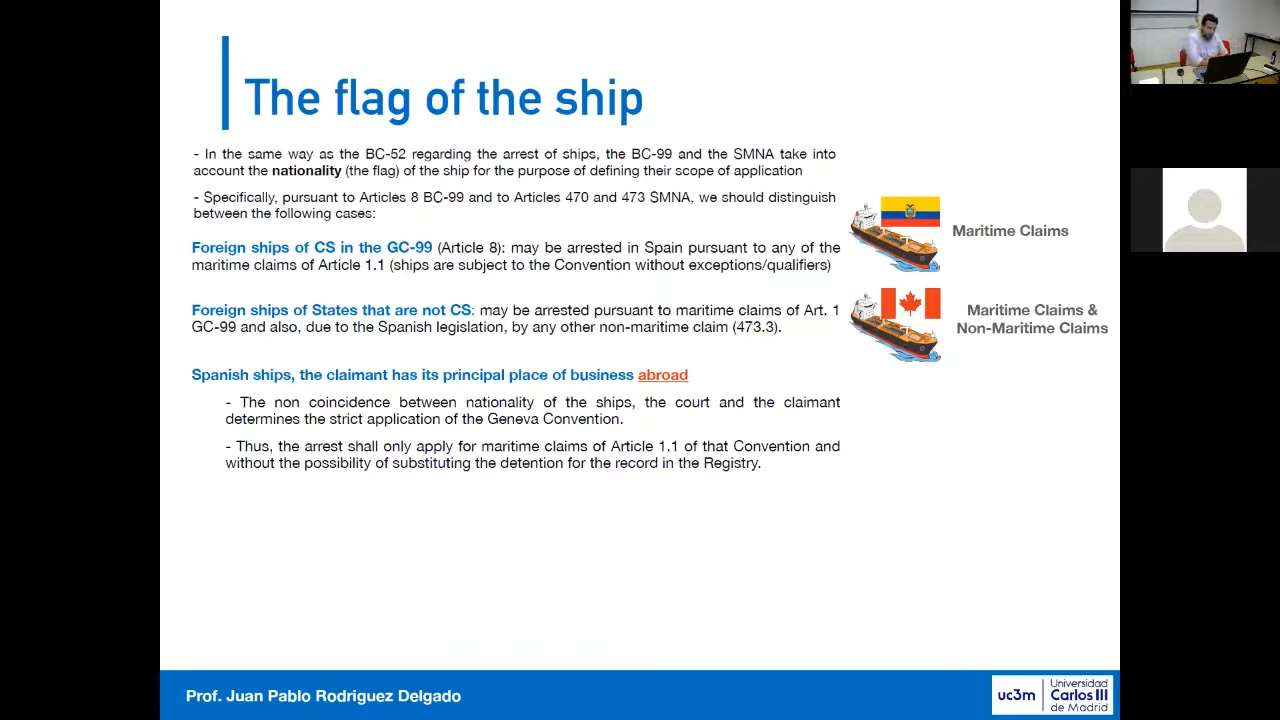 The flag of the ship
- In the same way as the BC-52 regarding the arrest of ships, the BC-99 and the SMNA take into
account the nationality (the flag) of the ship for the purpose of defining their scope of application
- Specifically, pursuant to Articles 8 BC-99 and to Articles 470 and 473 SMNA, we should distinguish
between the following cases:
Foreign ships of CS in the GC-99 (Article 8): may be arrested in Spain pursuant to any of the
maritime claims of Article 1.1 (ships are subject to the Convention without exceptions/qualifiers)
Maritime Claims
Foreign ships of States that are not CS: may be arrested pursuant to maritime claims of Art. 1
GC-99 and also, due to the Spanish legislation, by any other non-maritime claim (473.3).
Maritime Claims &
Non-Maritime Claims
Spanish ships, the claimant has its principal place of business abroad
- The non coincidence between nationality of the ships, the court and the claimant
determines the strict application of the Geneva Convention.
- Thus, the arrest shall only apply for maritime claims of Article 1.1 of that Convention and
without the possibility of substituting the detention for the record in the Registry.
Prof. Juan Pablo Rodriguez Delgado
uc3m
Universidad
Carlos III
de Madrid